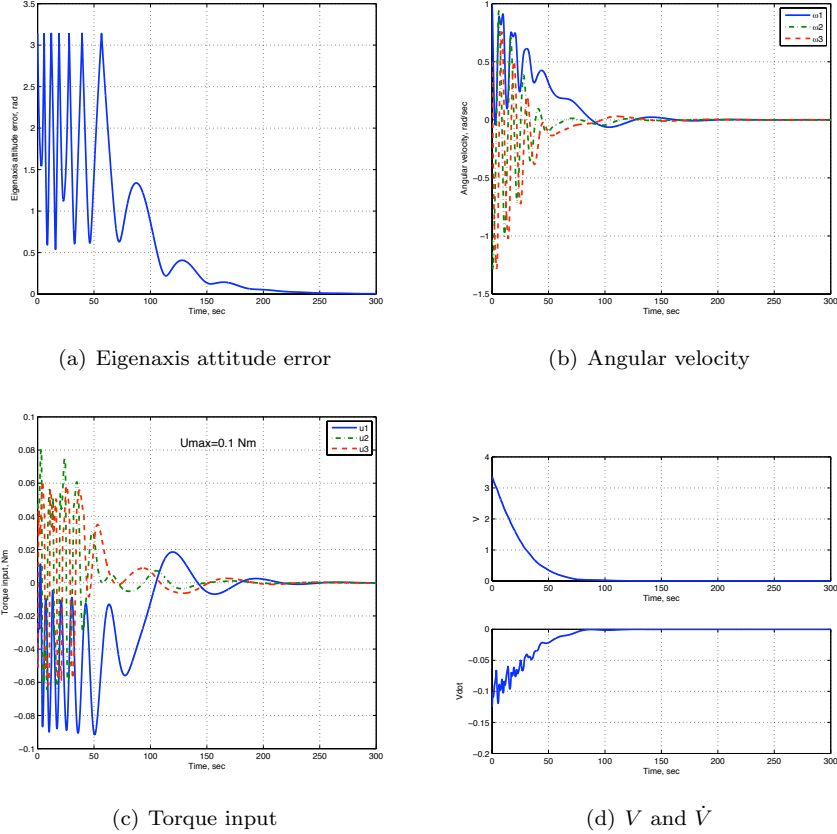 3.5
3
2.5
2
1.5
1
0.5
0
Eigenaxis attitude error, rad
0 50 100 150 200 250 300
Time, sec
(a) Eigenaxis attitude error
1
0.5
0
−0.5
−1
−1.5
Angular velocity, rad/sec
ω1
ω2
ω3
0 50 100 150 200 250 300
Time, sec
(b) Angular velocity
0.1
0.08
0.06
0.04
0.02
0
−0.02
−0.04
−0.06
−0.08
−0.1
Torque input, Nm
Umax=0.1 Nm
u1
u2
u3
0 50 100 150 200 250 300
Time, sec
(c) Torque input
4
3
2
1
0
V
0 50 100 150 200 250 300
Time, sec
0
−0.05
−0.1
−0.15
−0.2
Vdot
0 50 100 150 200 250 300
Time, sec
(d) V and V̇